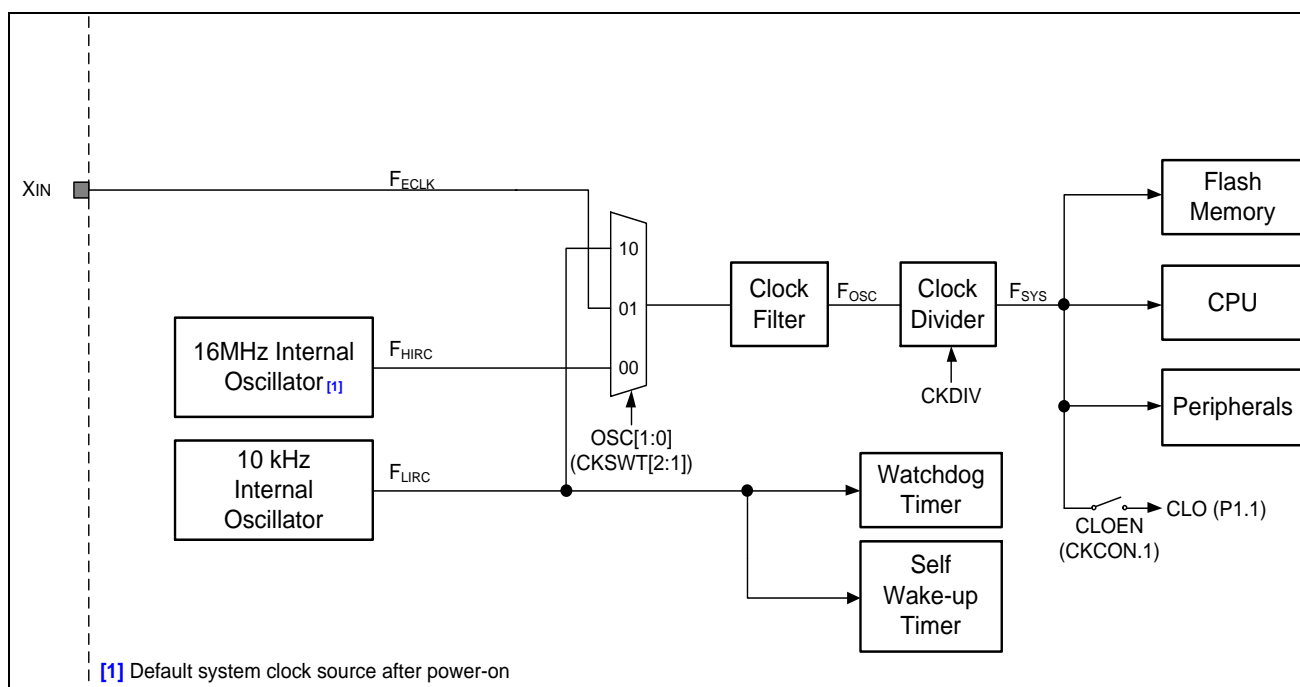 XIN
FECLK
10
01
00
16MHz Internal
Oscillator[1]
FHIRC
10 kHz
Internal
Oscillator
FLIRC
OSC[1:0]
(CKSWT[2:1])
Clock
Filter
FOSC
Clock
Divider
CKDIV
FSYS
Flash
Memory
CPU
Peripherals
CLOEN
(CKCON.1)
CLO (P1.1)
Watchdog
Timer
Self
Wake-up
Timer
[1] Default system clock source after power-on